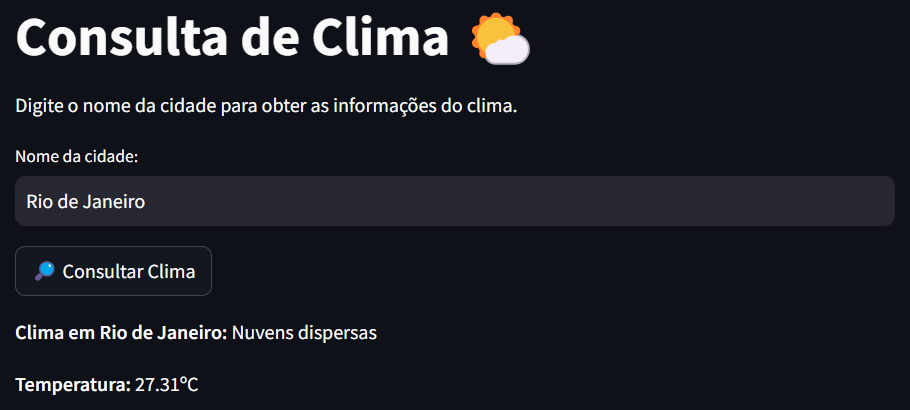 Consulta de Clima
Digite o nome da cidade para obter as informações do clima.
Nome da cidade:
Rio de Janeiro
Consultar Clima
Clima em Rio de Janeiro: Nuvens dispersas
Temperatura: 27.31ºC